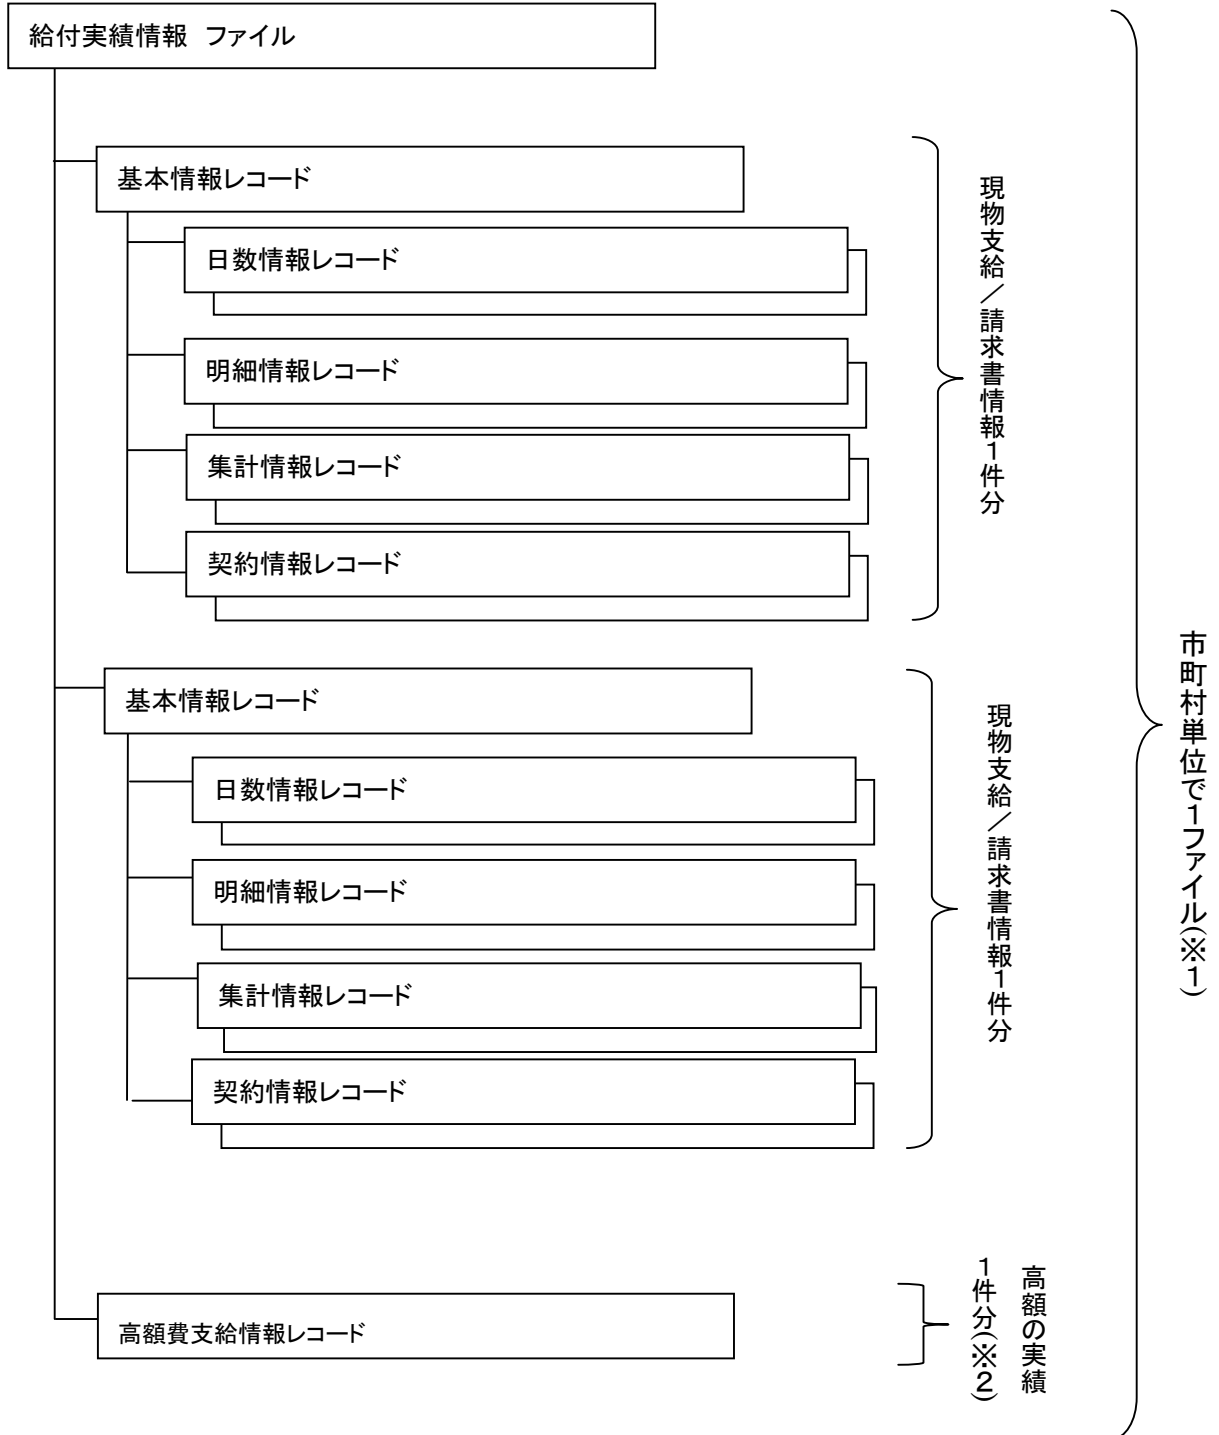 給付実績情報　ファイル
基本情報レコード
日数情報レコード
明細情報レコード
集計情報レコード
契約情報レコード
現物支給／請求書情報１件分
基本情報レコード
日数情報レコード
明細情報レコード
集計情報レコード
契約情報レコード
現物支給／請求書情報１件分
高額費支給情報レコード
高額の実績
１件分(※２)
市町村単位で１ファイル(※１)